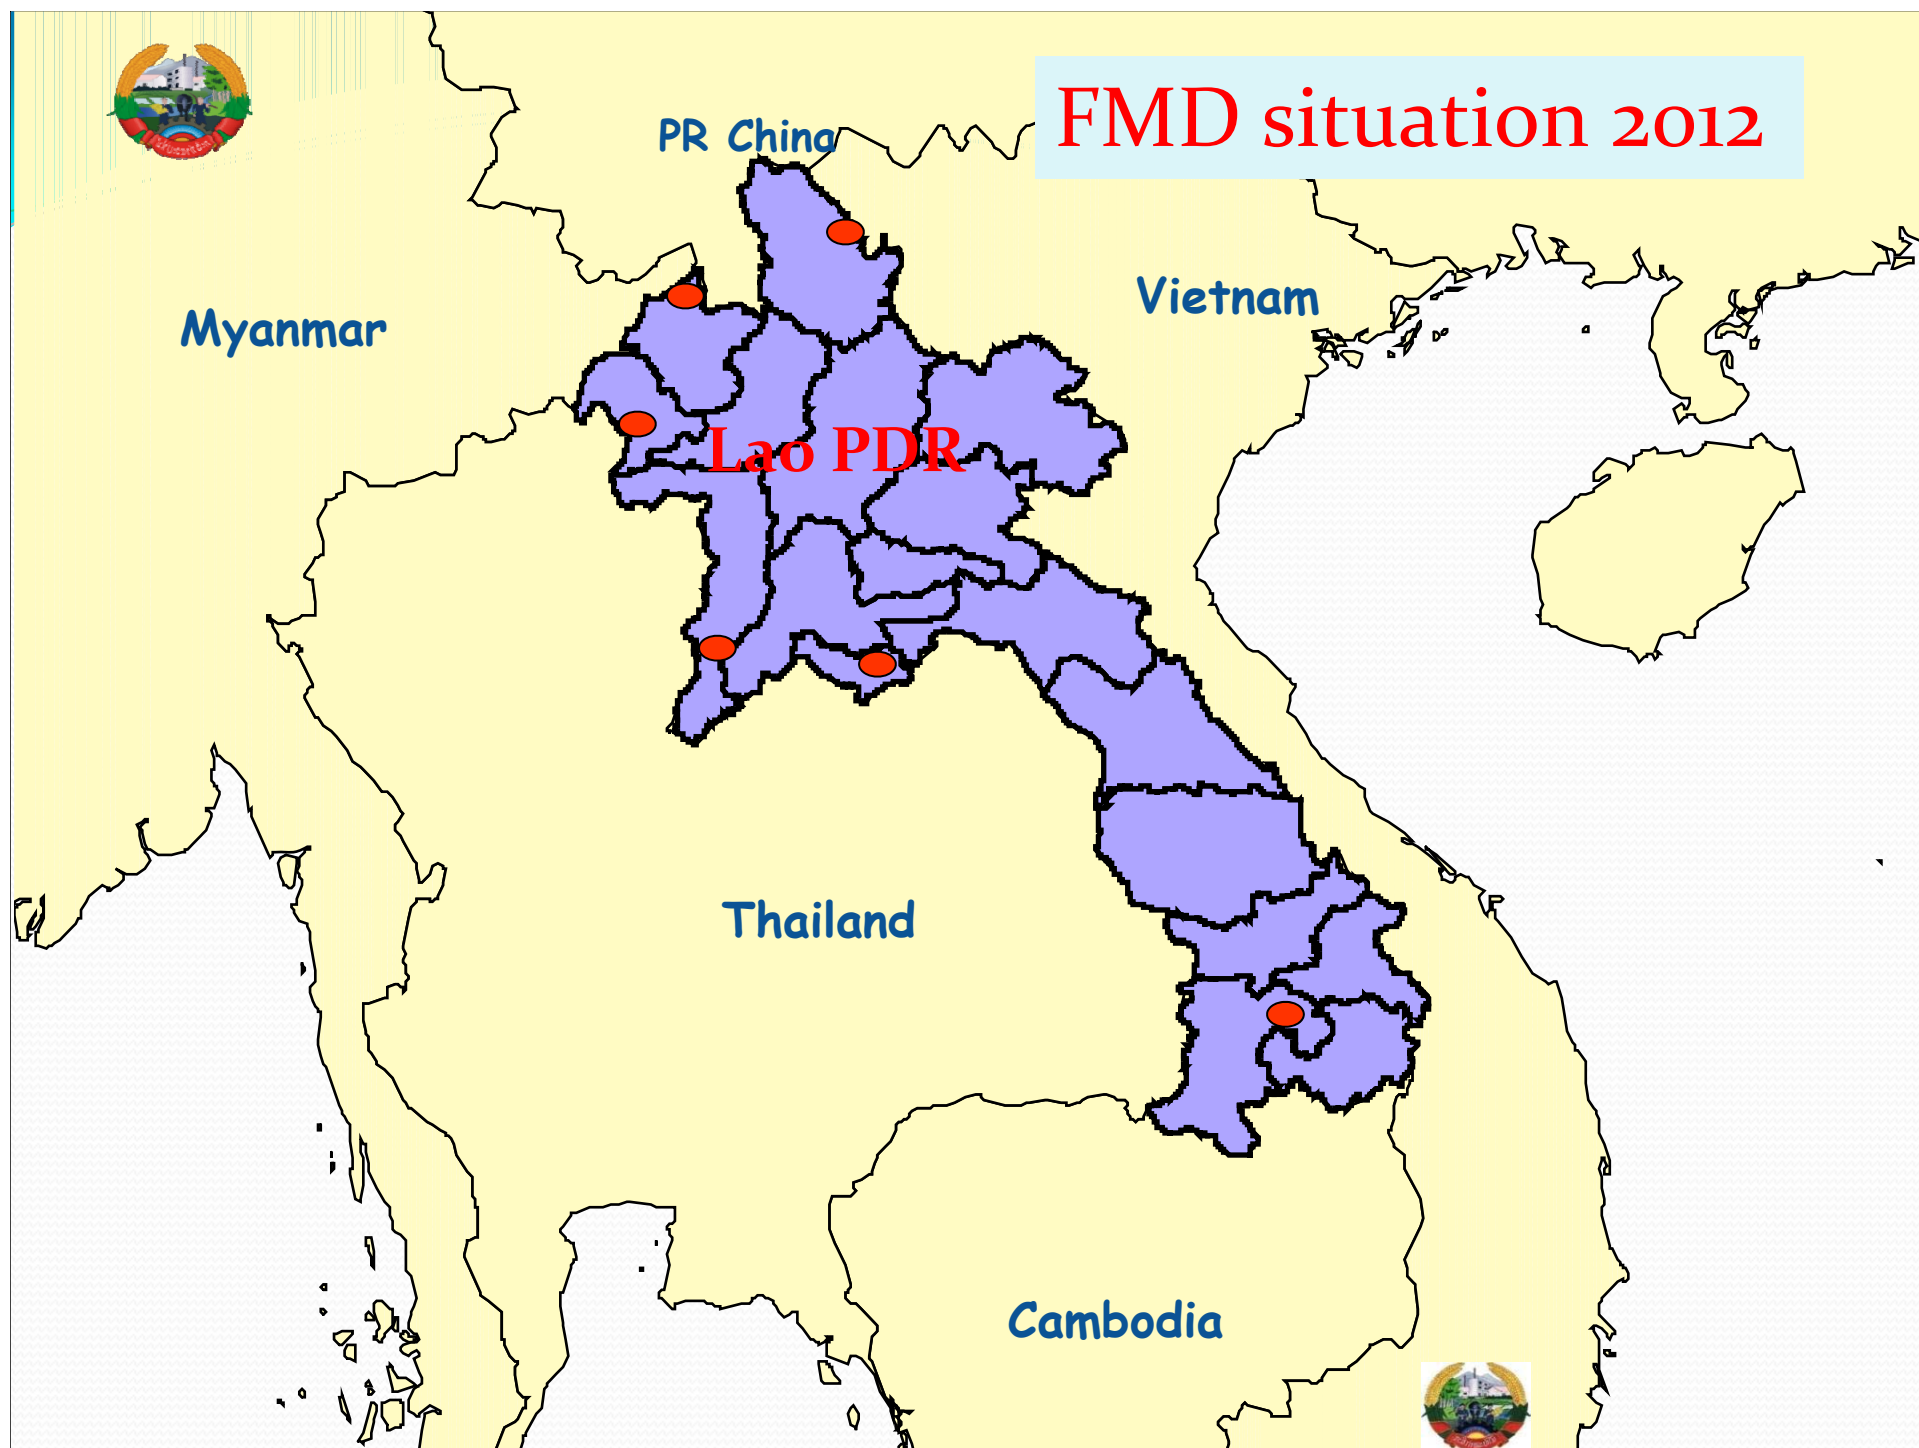 FMD situation 2012
PR China
Vietnam
Myanmar
Lao PDR
Thailand
Cambodia